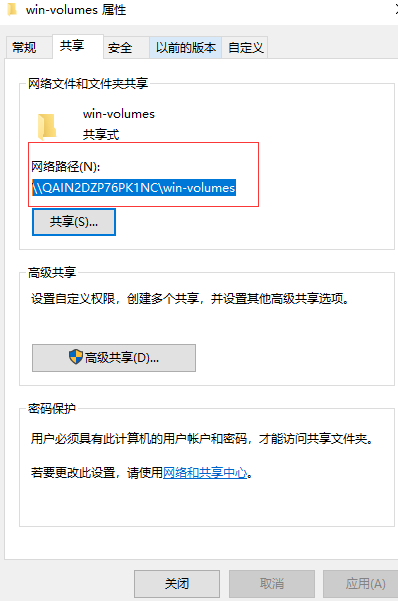 win-volumes 属性
常规 共享 安全 以前的版本 自定义
网络文件和文件夹共享
win-volumes
共享式
网络路径(N):
\\QAIN2DZP76PK1NC\win-volumes
共享(S)...
高级共享
设置自定义权限，创建多个共享，并设置其他高级共享选项。
高级共享(D)...
密码保护
用户必须具有此计算机的用户帐户和密码，才能访问共享文件夹。
若要更改此设置，请使用网络和共享中心。
关闭 取消 应用(A)